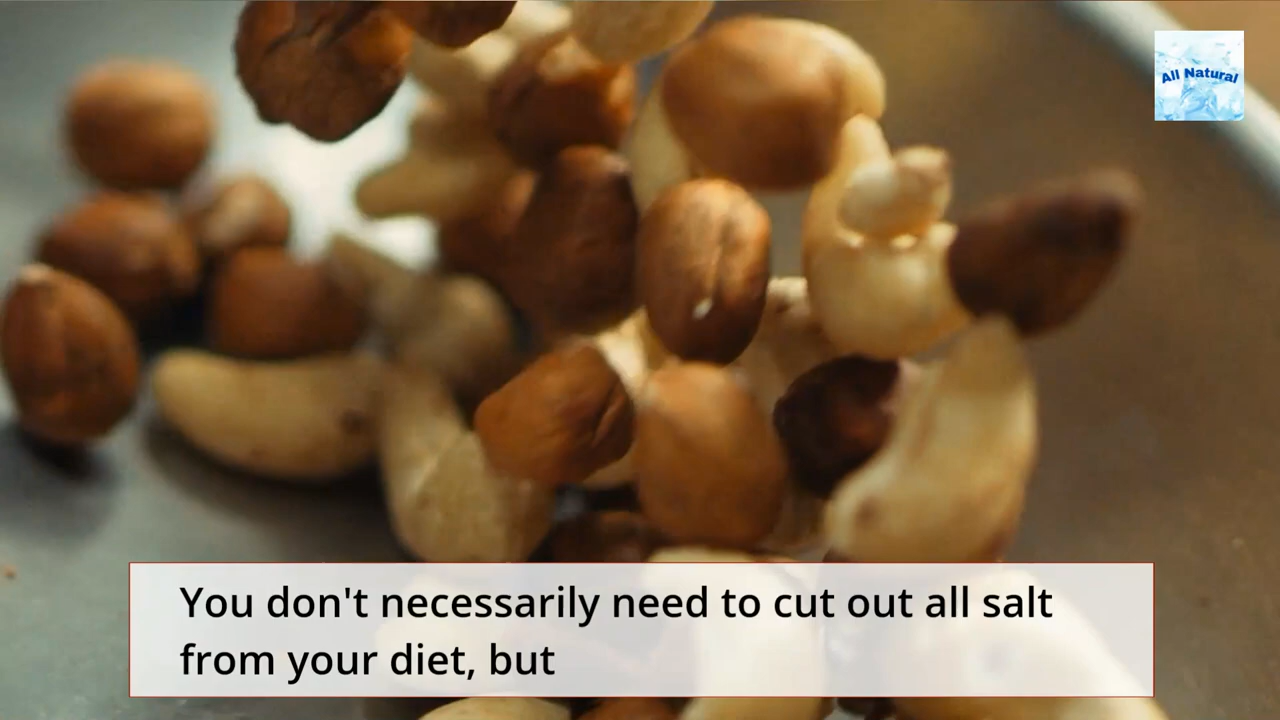 All Natural
You don't necessarily need to cut out all salt
from your diet, but